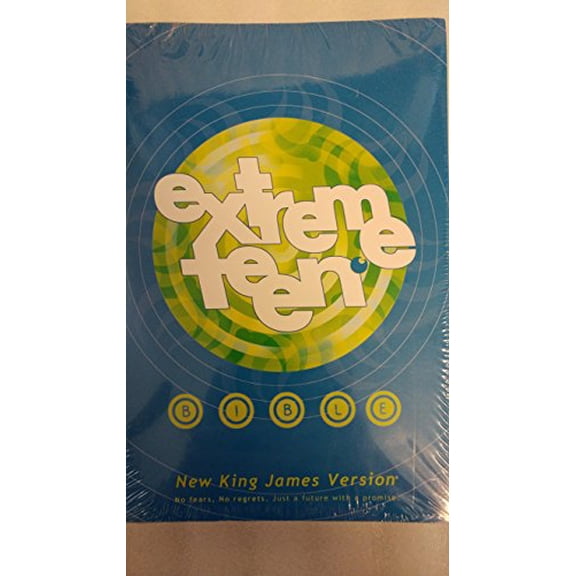 extreme
teen
BIBLE
New King James Version
No fears, No regrets, Just a future with a promise.